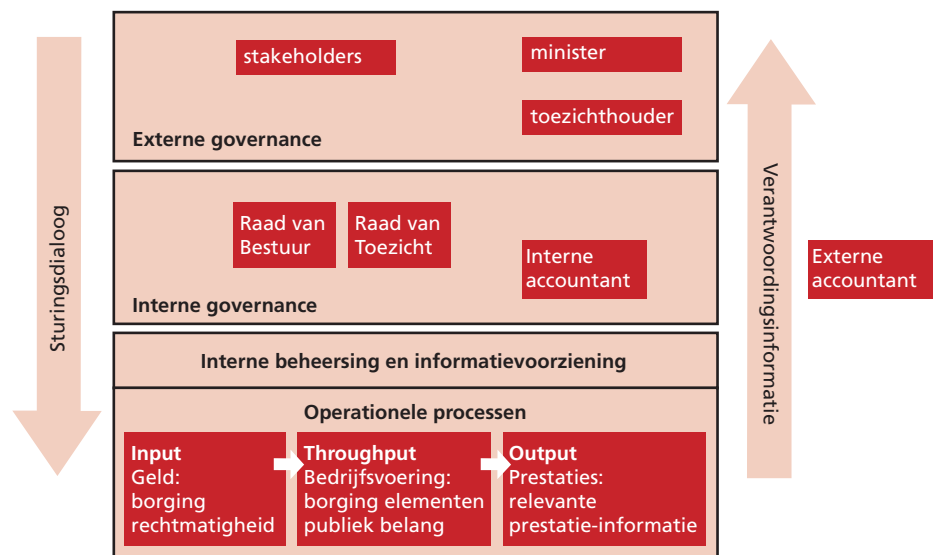 Sturingsdialoog
stakeholders
minister
toezichthouder
Externe governance
Raad van
Bestuur
Raad van
Toezicht
Interne
accountant
Interne governance
Interne beheersing en informatievoorziening
Operationele processen
Input
Geld:
borging
rechtmatigheid
Throughput
Bedrijfsvoering:
borging elementen
publiek belang
Output
Prestaties:
relevante
prestatie-informatie
Verantwoordingsinformatie
Externe
accountant